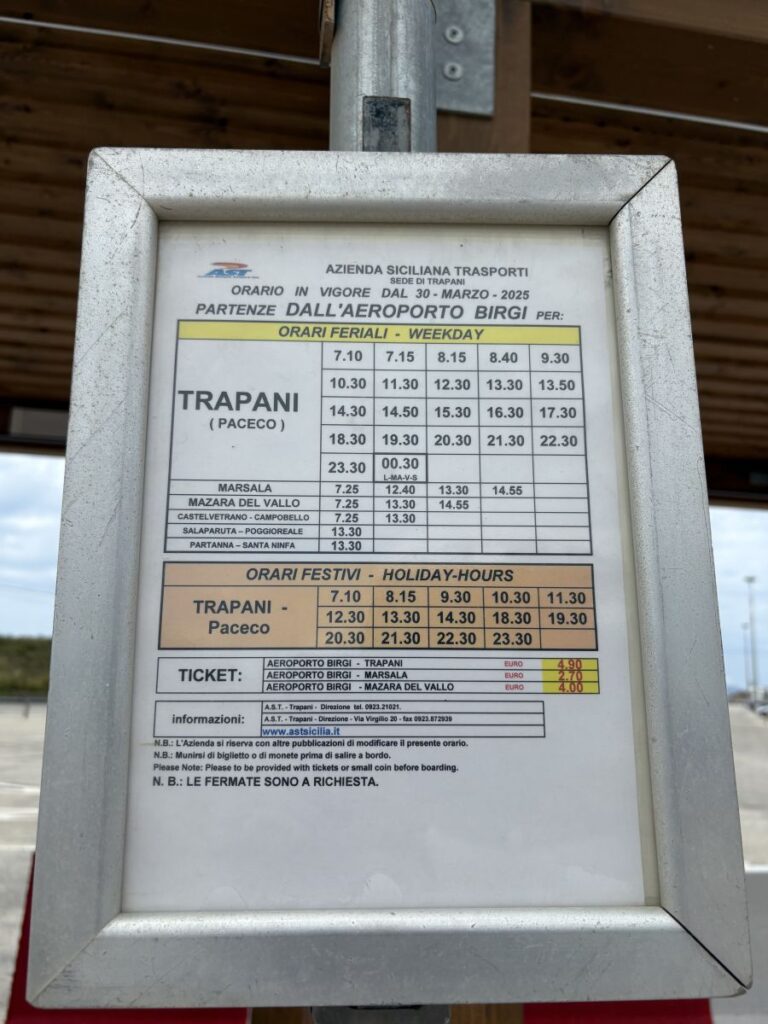 AST
AZIENDA SICILIANA TRASPORTI
SEDE DI TRAPANI
ORARIO IN VIGORE DAL 30 - MARZO - 2025
PARTENZE DALL'AEROPORTO BIRGI PER:
ORARI FERIALI - WEEKDAY
TRAPANI
( PACECO )
7.10 7.15 8.15 8.40 9.30
10.30 11.30 12.30 13.30 13.50
14.30 14.50 15.30 16.30 17.30
18.30 19.30 20.30 21.30 22.30
23.30 00.30
L-MA-V-S
MARSALA 7.25 12.40 13.30 14.55
MAZARA DEL VALLO 7.25 13.30 14.55
CASTELVETRANO - CAMPOBELLO 7.25 13.30
SALAPARUTA – POGGIOREALE 13.30
PARTANNA – SANTA NINFA 13.30
ORARI FESTIVI - HOLIDAY-HOURS
TRAPANI -
Paceco
7.10 8.15 9.30 10.30 11.30
12.30 13.30 14.30 18.30 19.30
20.30 21.30 22.30 23.30
TICKET:
AEROPORTO BIRGI - TRAPANI EURO 4.90
AEROPORTO BIRGI - MARSALA EURO 2.70
AEROPORTO BIRGI - MAZARA DEL VALLO EURO 4.00
informazioni:
A.S.T. - Trapani - Direzione tel. 0923.21021.
A.S.T. - Trapani - Direzione - Via Virgilio 20 - fax 0923.872939
www.astsicilia.it
N.B.: L'Azienda si riserva con altre pubblicazioni di modificare il presente orario.
N.B.: Munirsi di biglietto o di monete prima di salire a bordo.
Please Note: Please to be provided with tickets or small coin before boarding.
N. B.: LE FERMATE SONO A RICHIESTA.